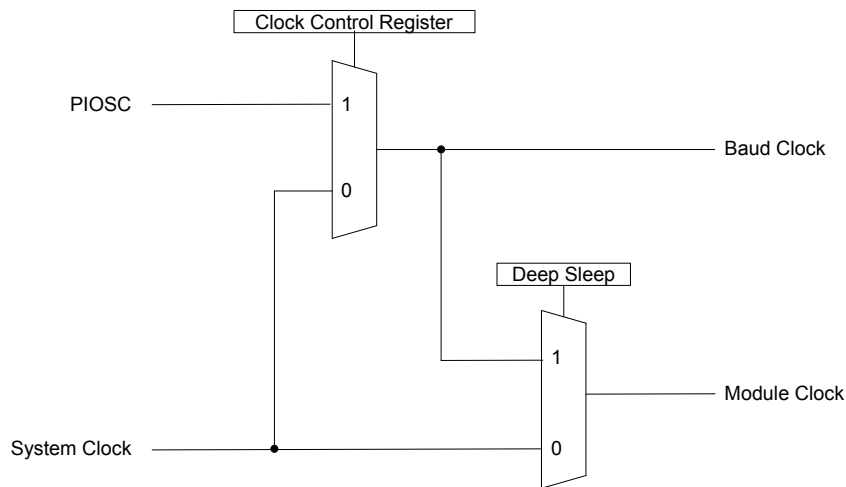 Clock Control Register
PIOSC
1
Baud Clock
0
Deep Sleep
1
Module Clock
System Clock
0